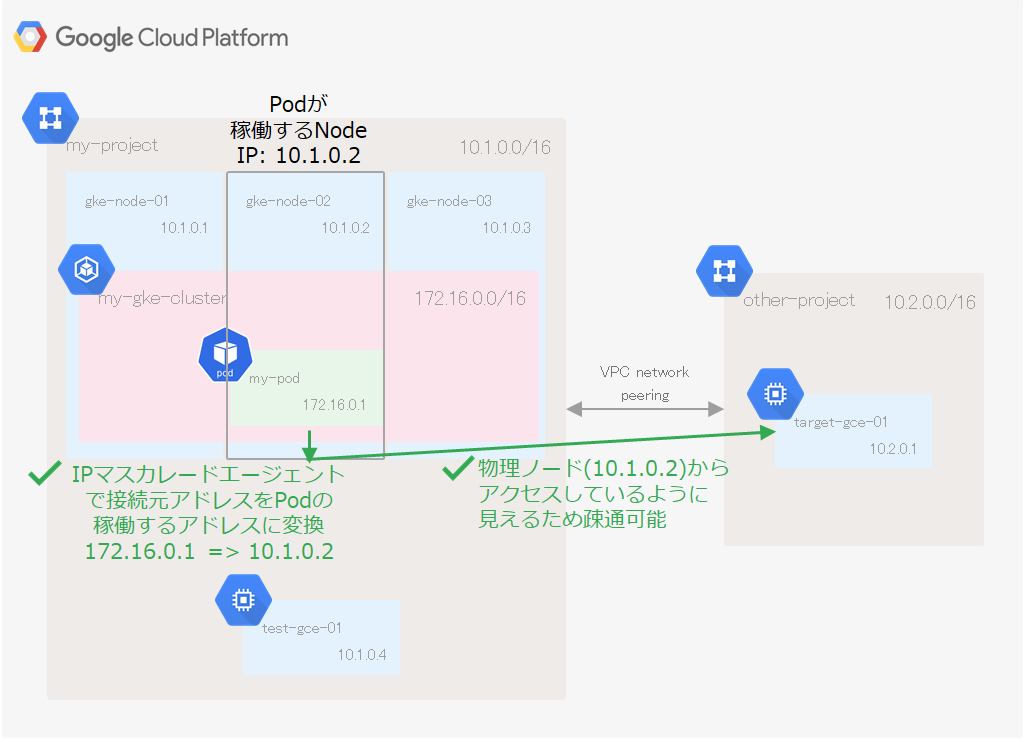 Google Cloud Platform
Podが
稼働するNode
IP: 10.1.0.2
my-project
10.1.0.0/16
gke-node-01
10.1.0.1
gke-node-02
10.1.0.2
gke-node-03
10.1.0.3
my-gke-cluster
172.16.0.0/16
pod
my-pod
172.16.0.1
VPC network
peering
other-project
10.2.0.0/16
target-gce-01
10.2.0.1
IPマスカレードエージェント
で接続元アドレスをPodの
稼働するアドレスに変換
172.16.0.1 => 10.1.0.2
物理ノード(10.1.0.2)から
アクセスしているように
見えるため疎通可能
test-gce-01
10.1.0.4